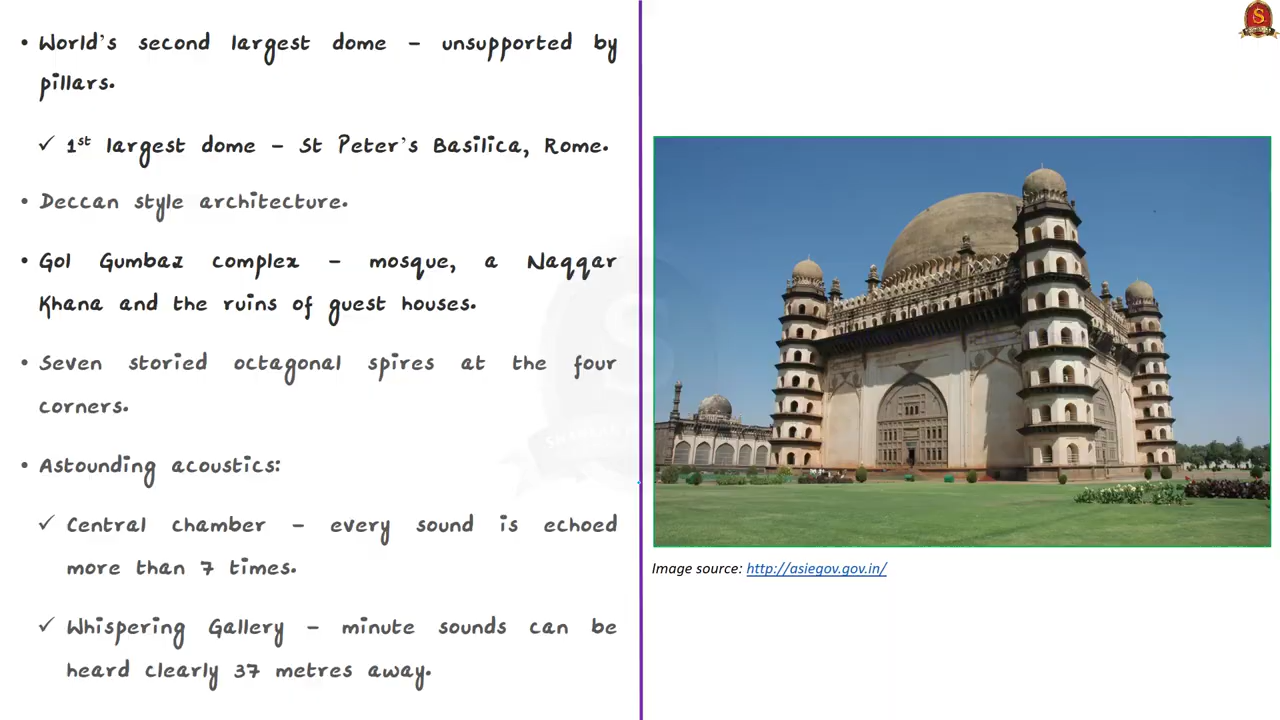 • World's second largest dome – unsupported by
pillars.
✓ 1st largest dome – St Peter's Basilica, Rome.
• Deccan style architecture.
• Gol Gumbaz complex – mosque, a Naqqar
Khana and the ruins of guest houses.
• Seven storied octagonal spires at the four
corners.
• Astounding acoustics:
✓ Central chamber – every sound is echoed
more than 7 times.
✓ Whispering Gallery – minute sounds can be
heard clearly 37 metres away.
S
Image source: http://asiegov.gov.in/